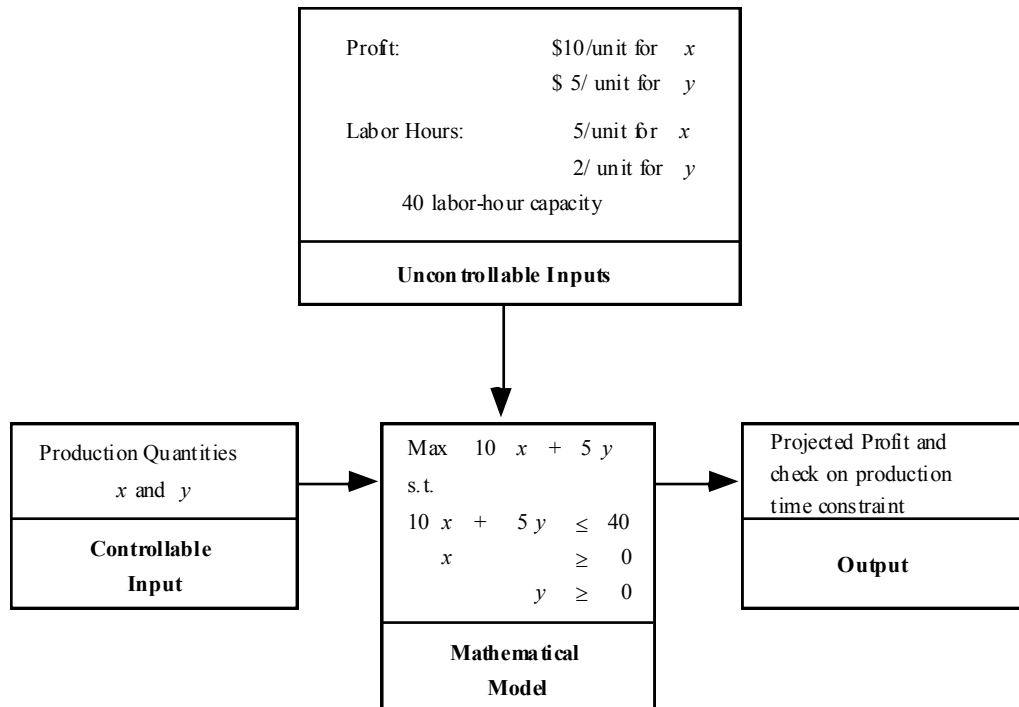 Profit: $10/unit for x
$ 5/ unit for y
Labor Hours: 5/unit for x
2/ unit for y
40 labor-hour capacity
Uncontrollable Inputs
Production Quantities
x and y
Controllable
Input
Max 10 x + 5 y
s.t.
10 x + 5 y ≤ 40
x ≥ 0
y ≥ 0
Mathematical
Model
Projected Profit and
check on production
time constraint
Output